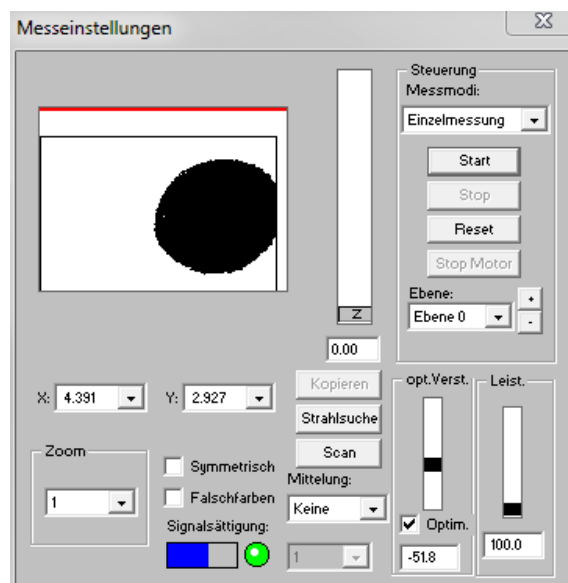 Messeinstellungen
Steuerung
Messmodi:
Einzelmessung
Start
Stop
Reset
Stop Motor
Ebene:
Ebene 0
+
-
Z
0.00
X: 4.391
Y: 2.927
Kopieren
Strahlsuche
Scan
opt.Verst.
Leist.
Zoom
1
Symmetrisch
Falschfarben
Mittelung:
Keine
Signalsättigung:
1
Optim.
-51.8
100.0